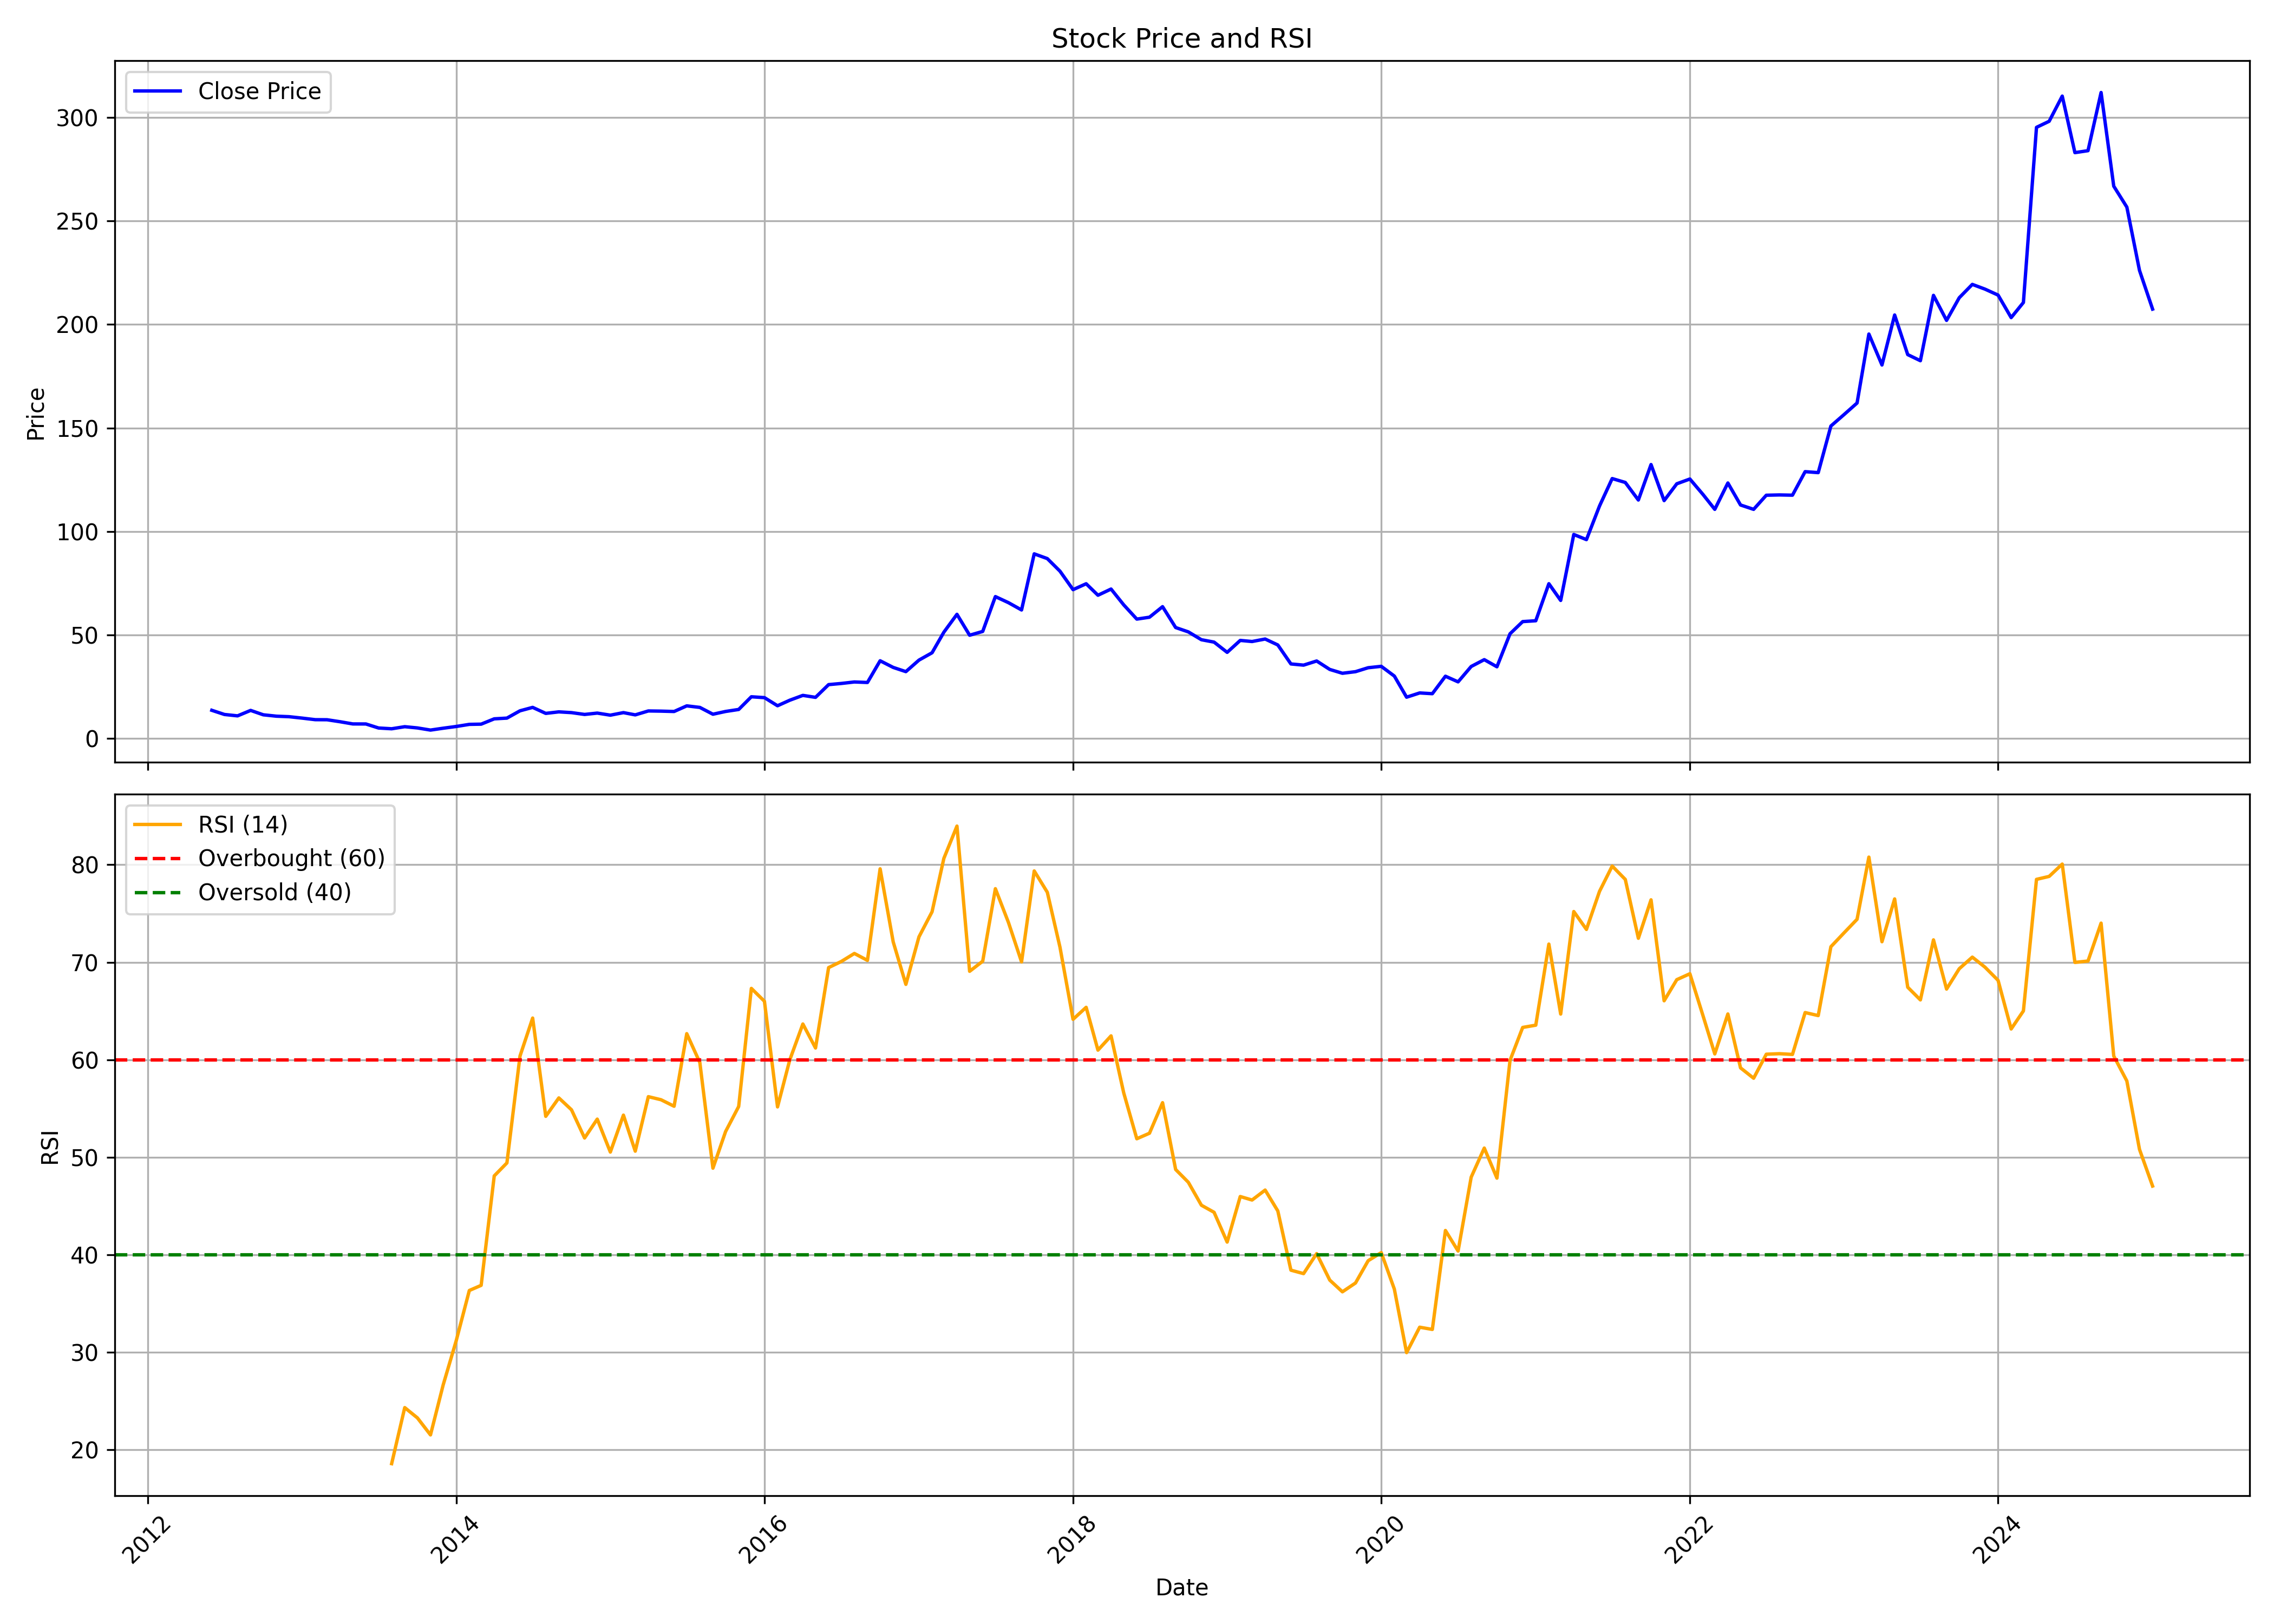 Stock Price and RSI
Close Price
300
250
200
150
100
50
0
Price
RSI (14)
Overbought (60)
Oversold (40)
80
70
60
50
40
30
20
RSI
2012
2014
2016
2018
2020
2022
2024
Date